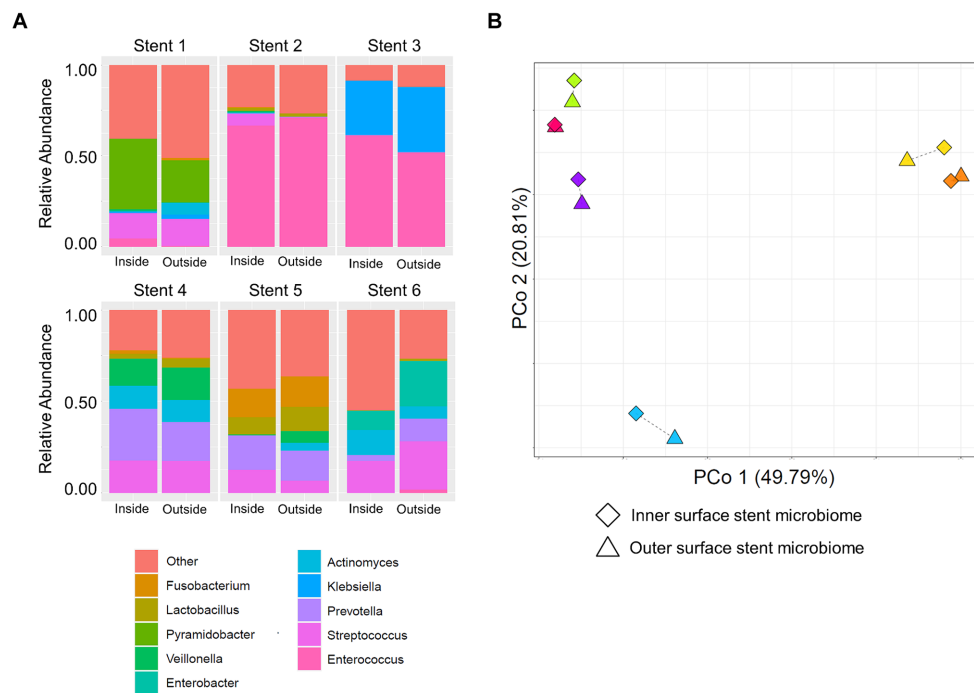 A
B
Stent 1
Stent 2
Stent 3
Relative Abundance
1.00
0.50
0.00
Inside
Outside
Inside
Outside
Inside
Outside
Stent 4
Stent 5
Stent 6
Relative Abundance
1.00
0.50
0.00
Inside
Outside
Inside
Outside
Inside
Outside
Other
Fusobacterium
Lactobacillus
Pyramidobacter
Veillonella
Enterobacter
Actinomyces
Klebsiella
Prevotella
Streptococcus
Enterococcus
PCo 2 (20.81%)
PCo 1 (49.79%)
Inner surface stent microbiome
Outer surface stent microbiome